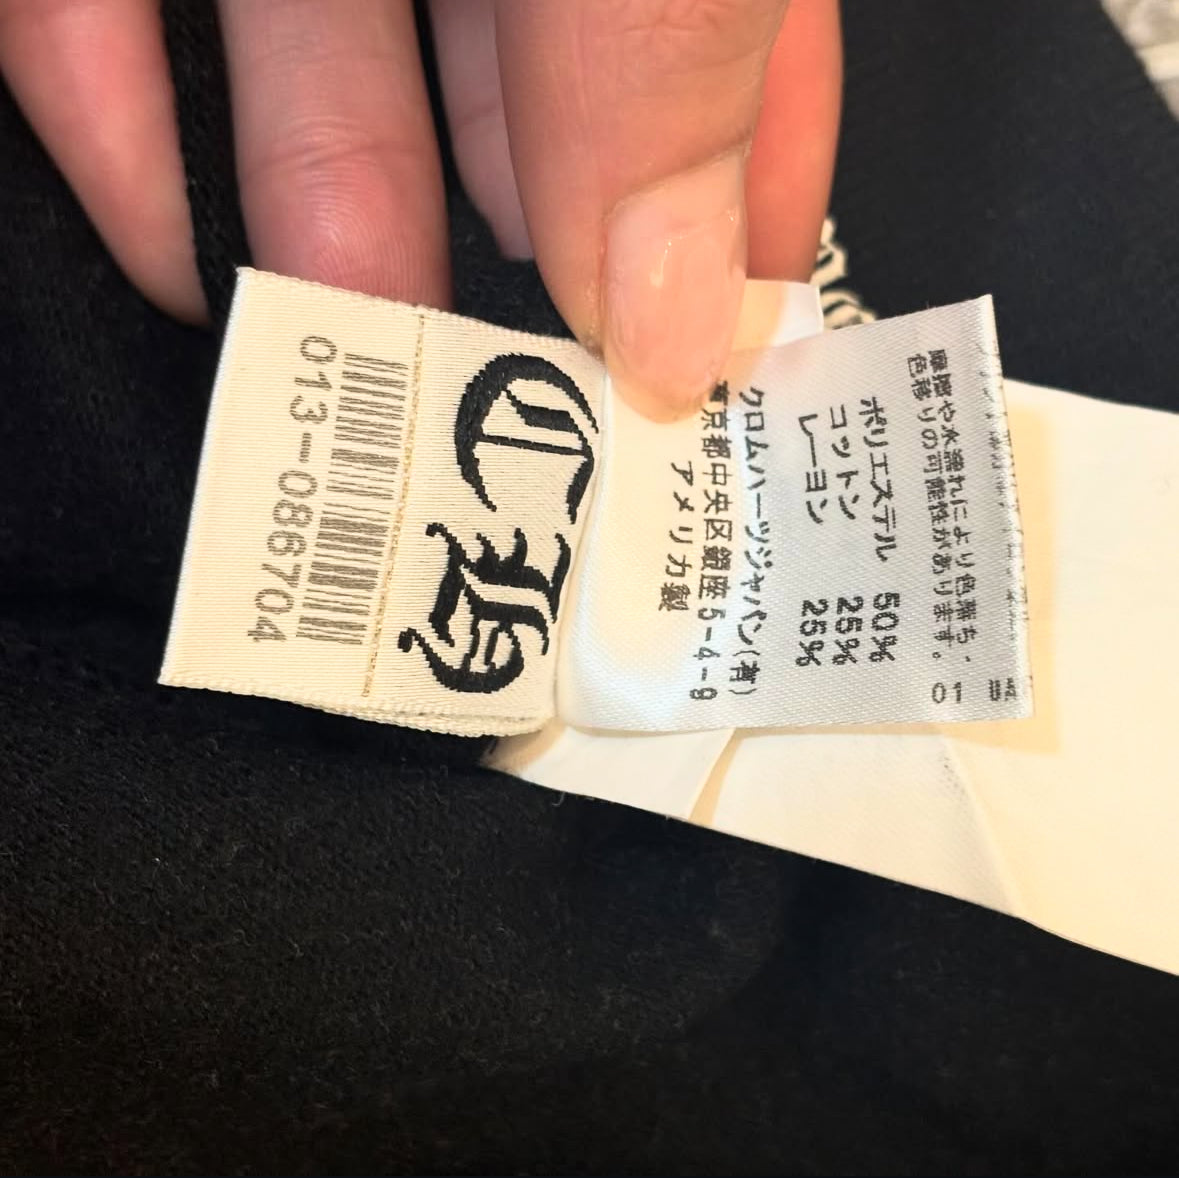 013-086704
CH
摩擦や水濡れにより色落ち、
色移りの可能性があります。
01
ポリエステル 50%
コットン 25%
レーヨン 25%
クロムハーツジャパン(有)
東京都中央区銀座5-4-9
アメリカ製